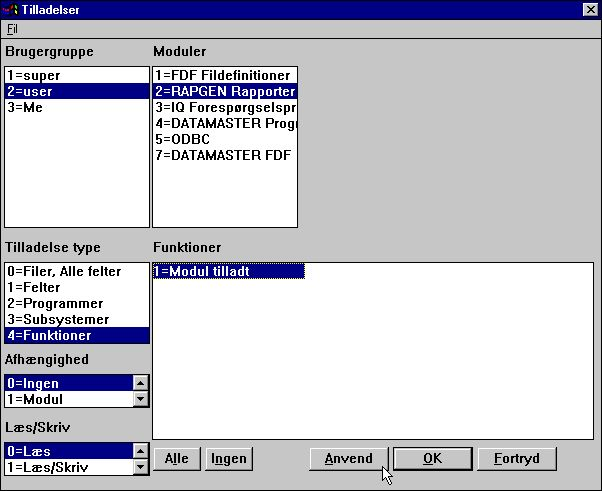 Tilladelser
Fil
Brugergruppe
1=super
2=user
3=Me
Moduler
1=FDF Fildefinitioner
2=RAPGEN Rapporter
3=IQ Forespørgselspr
4=DATAMASTER Progr
5=ODBC
7=DATAMASTER FDF
Tilladelse type
0=Filer, Alle felter
1=Felter
2=Programmer
3=Subsystemer
4=Funktioner
Funktioner
1=Modul tilladt
Afhængighed
0=Ingen
1=Modul
Læs/Skriv
0=Læs
1=Læs/Skriv
Alle Ingen Anvend OK Fortryd